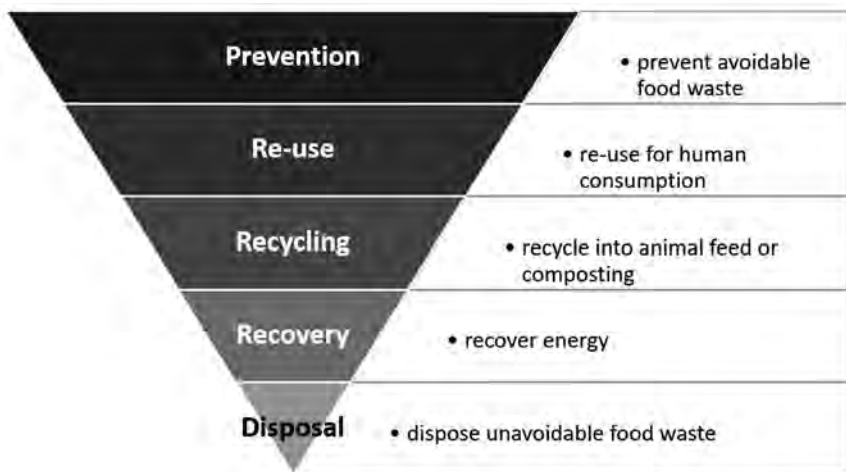 Prevention
• prevent avoidable
food waste
Re-use
• re-use for human
consumption
Recycling
• recycle into animal feed or
composting
Recovery
• recover energy
Disposal
• dispose unavoidable food waste